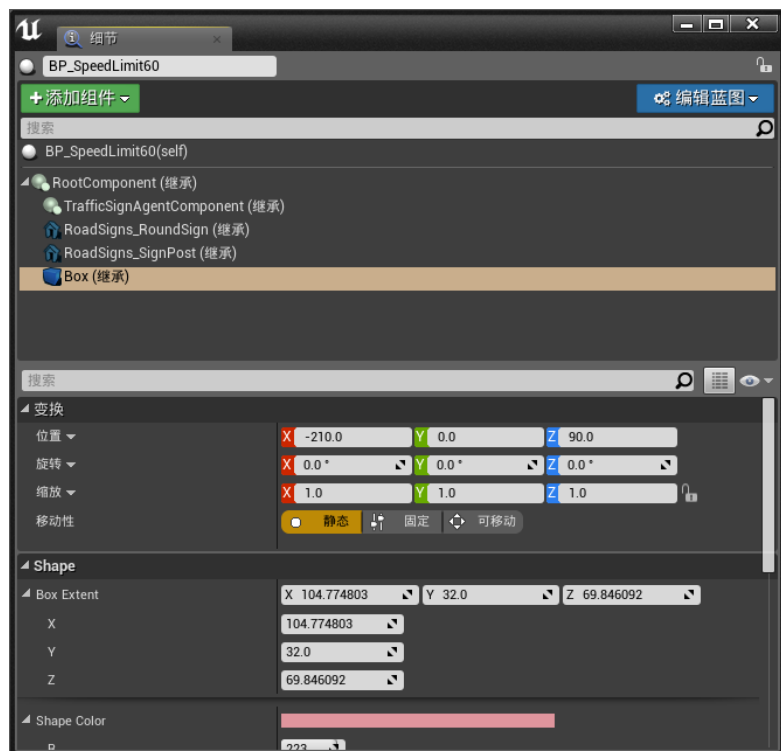 细节
BP_SpeedLimit60
+添加组件 编辑蓝图
搜索
BP_SpeedLimit60(self)
RootComponent (继承)
TrafficSignAgentComponent (继承)
RoadSigns_RoundSign (继承)
RoadSigns_SignPost (继承)
Box (继承)
搜索
变换
位置 X -210.0 Y 0.0 Z 90.0
旋转 X 0.0° Y 0.0° Z 0.0°
缩放 X 1.0 Y 1.0 Z 1.0
移动性 静态 固定 可移动
Shape
Box Extent X 104.774803 Y 32.0 Z 69.846092
X 104.774803
Y 32.0
Z 69.846092
Shape Color
R 223